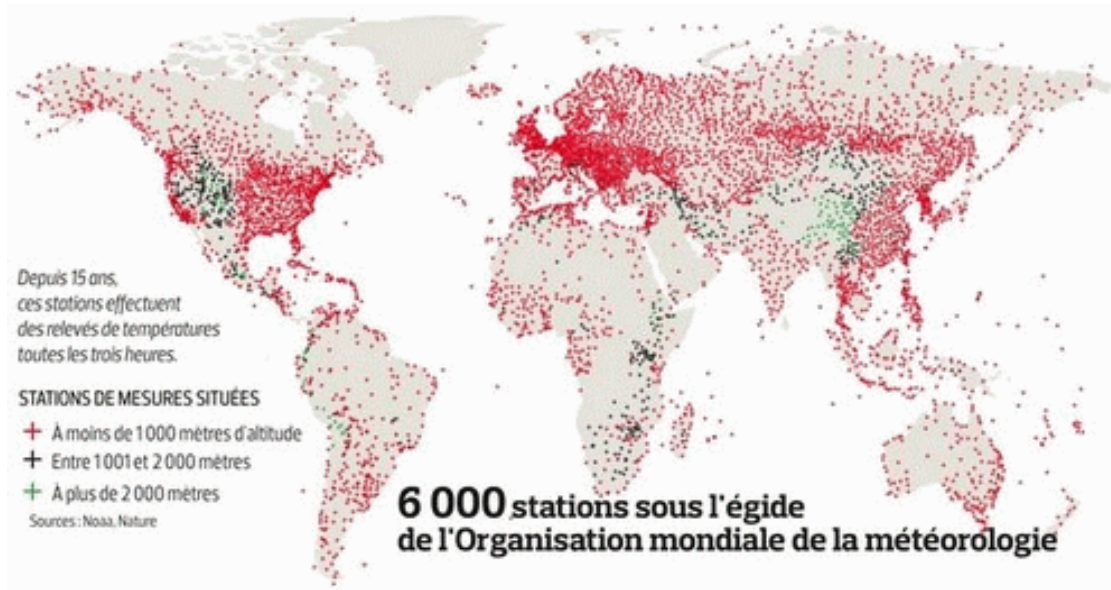 Depuis 15 ans,
ces stations effectuent
des relevés de températures
toutes les trois heures.
STATIONS DE MESURES SITUÉES
+ À moins de 1 000 mètres d'altitude
+ Entre 1 001 et 2 000 mètres
+ À plus de 2 000 mètres
Sources : Noaa, Nature
6 000 stations sous l'égide
de l'Organisation mondiale de la météorologie